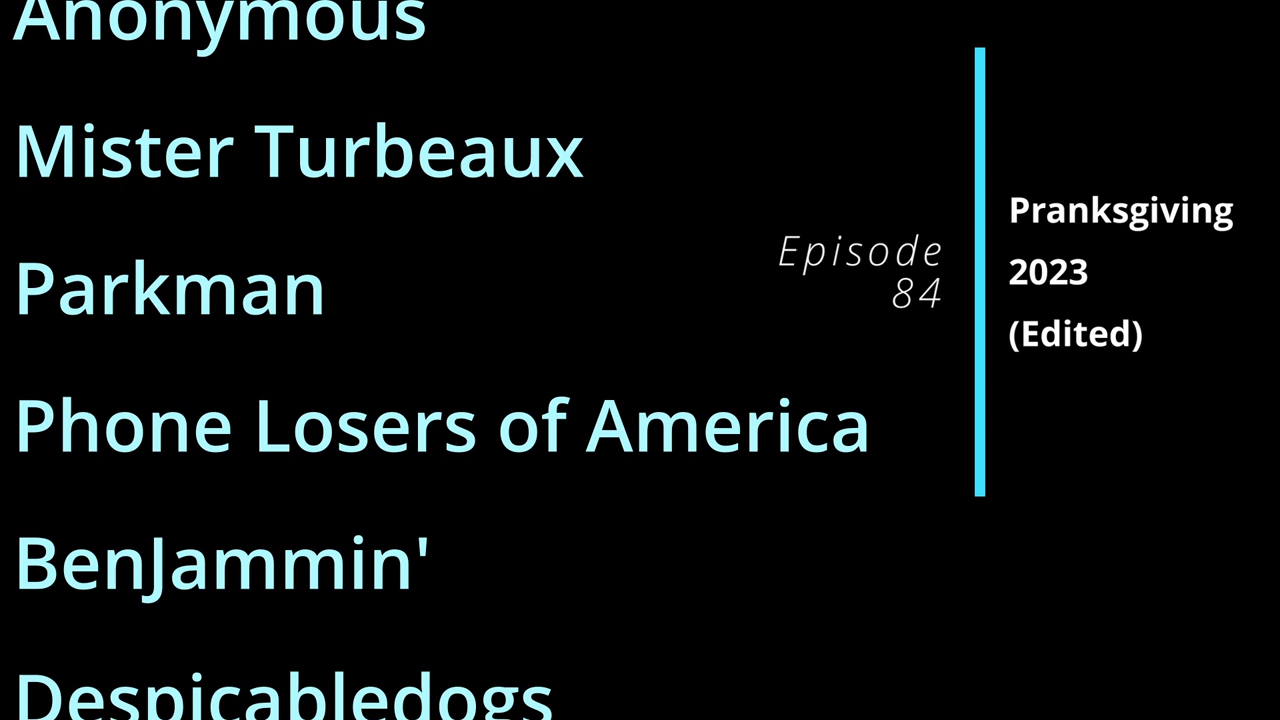 Anonymous
Mister Turbeaux
Parkman
Phone Losers of America
BenJammin'
Despicabledogs
Episode
84
Pranksgiving
2023
(Edited)